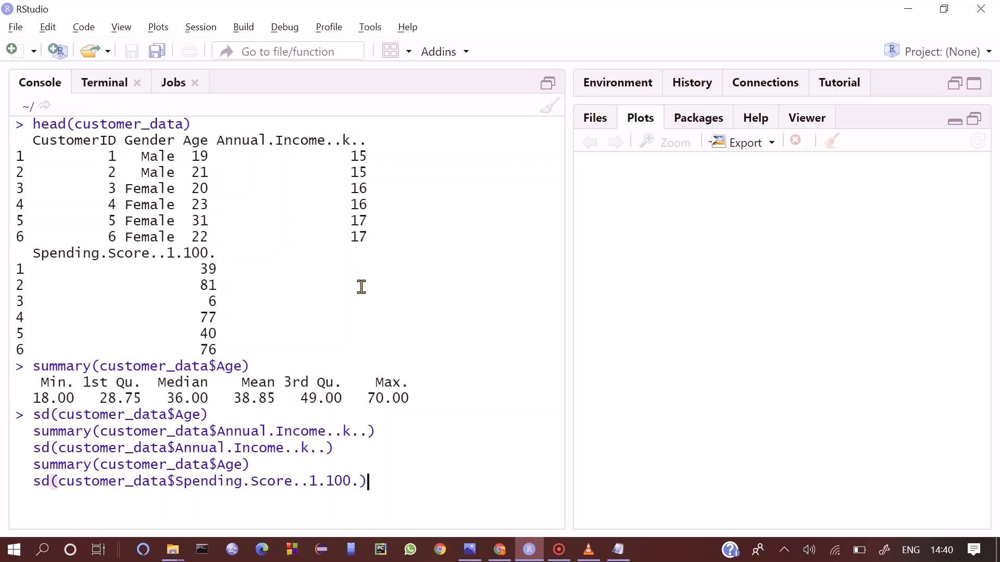 RStudio
File Edit Code View Plots Session Build Debug Profile Tools Help
Go to file/function Addins Project: (None)
Console Terminal Jobs
~/
> head(customer_data)
CustomerID Gender Age Annual.Income..k..
1 1 Male 19 15
2 2 Male 21 15
3 3 Female 20 16
4 4 Female 23 16
5 5 Female 31 17
6 6 Female 22 17
Spending.Score..1.100.
1 39
2 81
3 6
4 77
5 40
6 76
> summary(customer_data$Age)
Min. 1st Qu. Median Mean 3rd Qu. Max.
18.00 28.75 36.00 38.85 49.00 70.00
> sd(customer_data$Age)
summary(customer_data$Annual.Income..k..)
sd(customer_data$Annual.Income..k..)
summary(customer_data$Age)
sd(customer_data$Spending.Score..1.100.)
Environment History Connections Tutorial
Files Plots Packages Help Viewer
Zoom Export
ENG 14:40